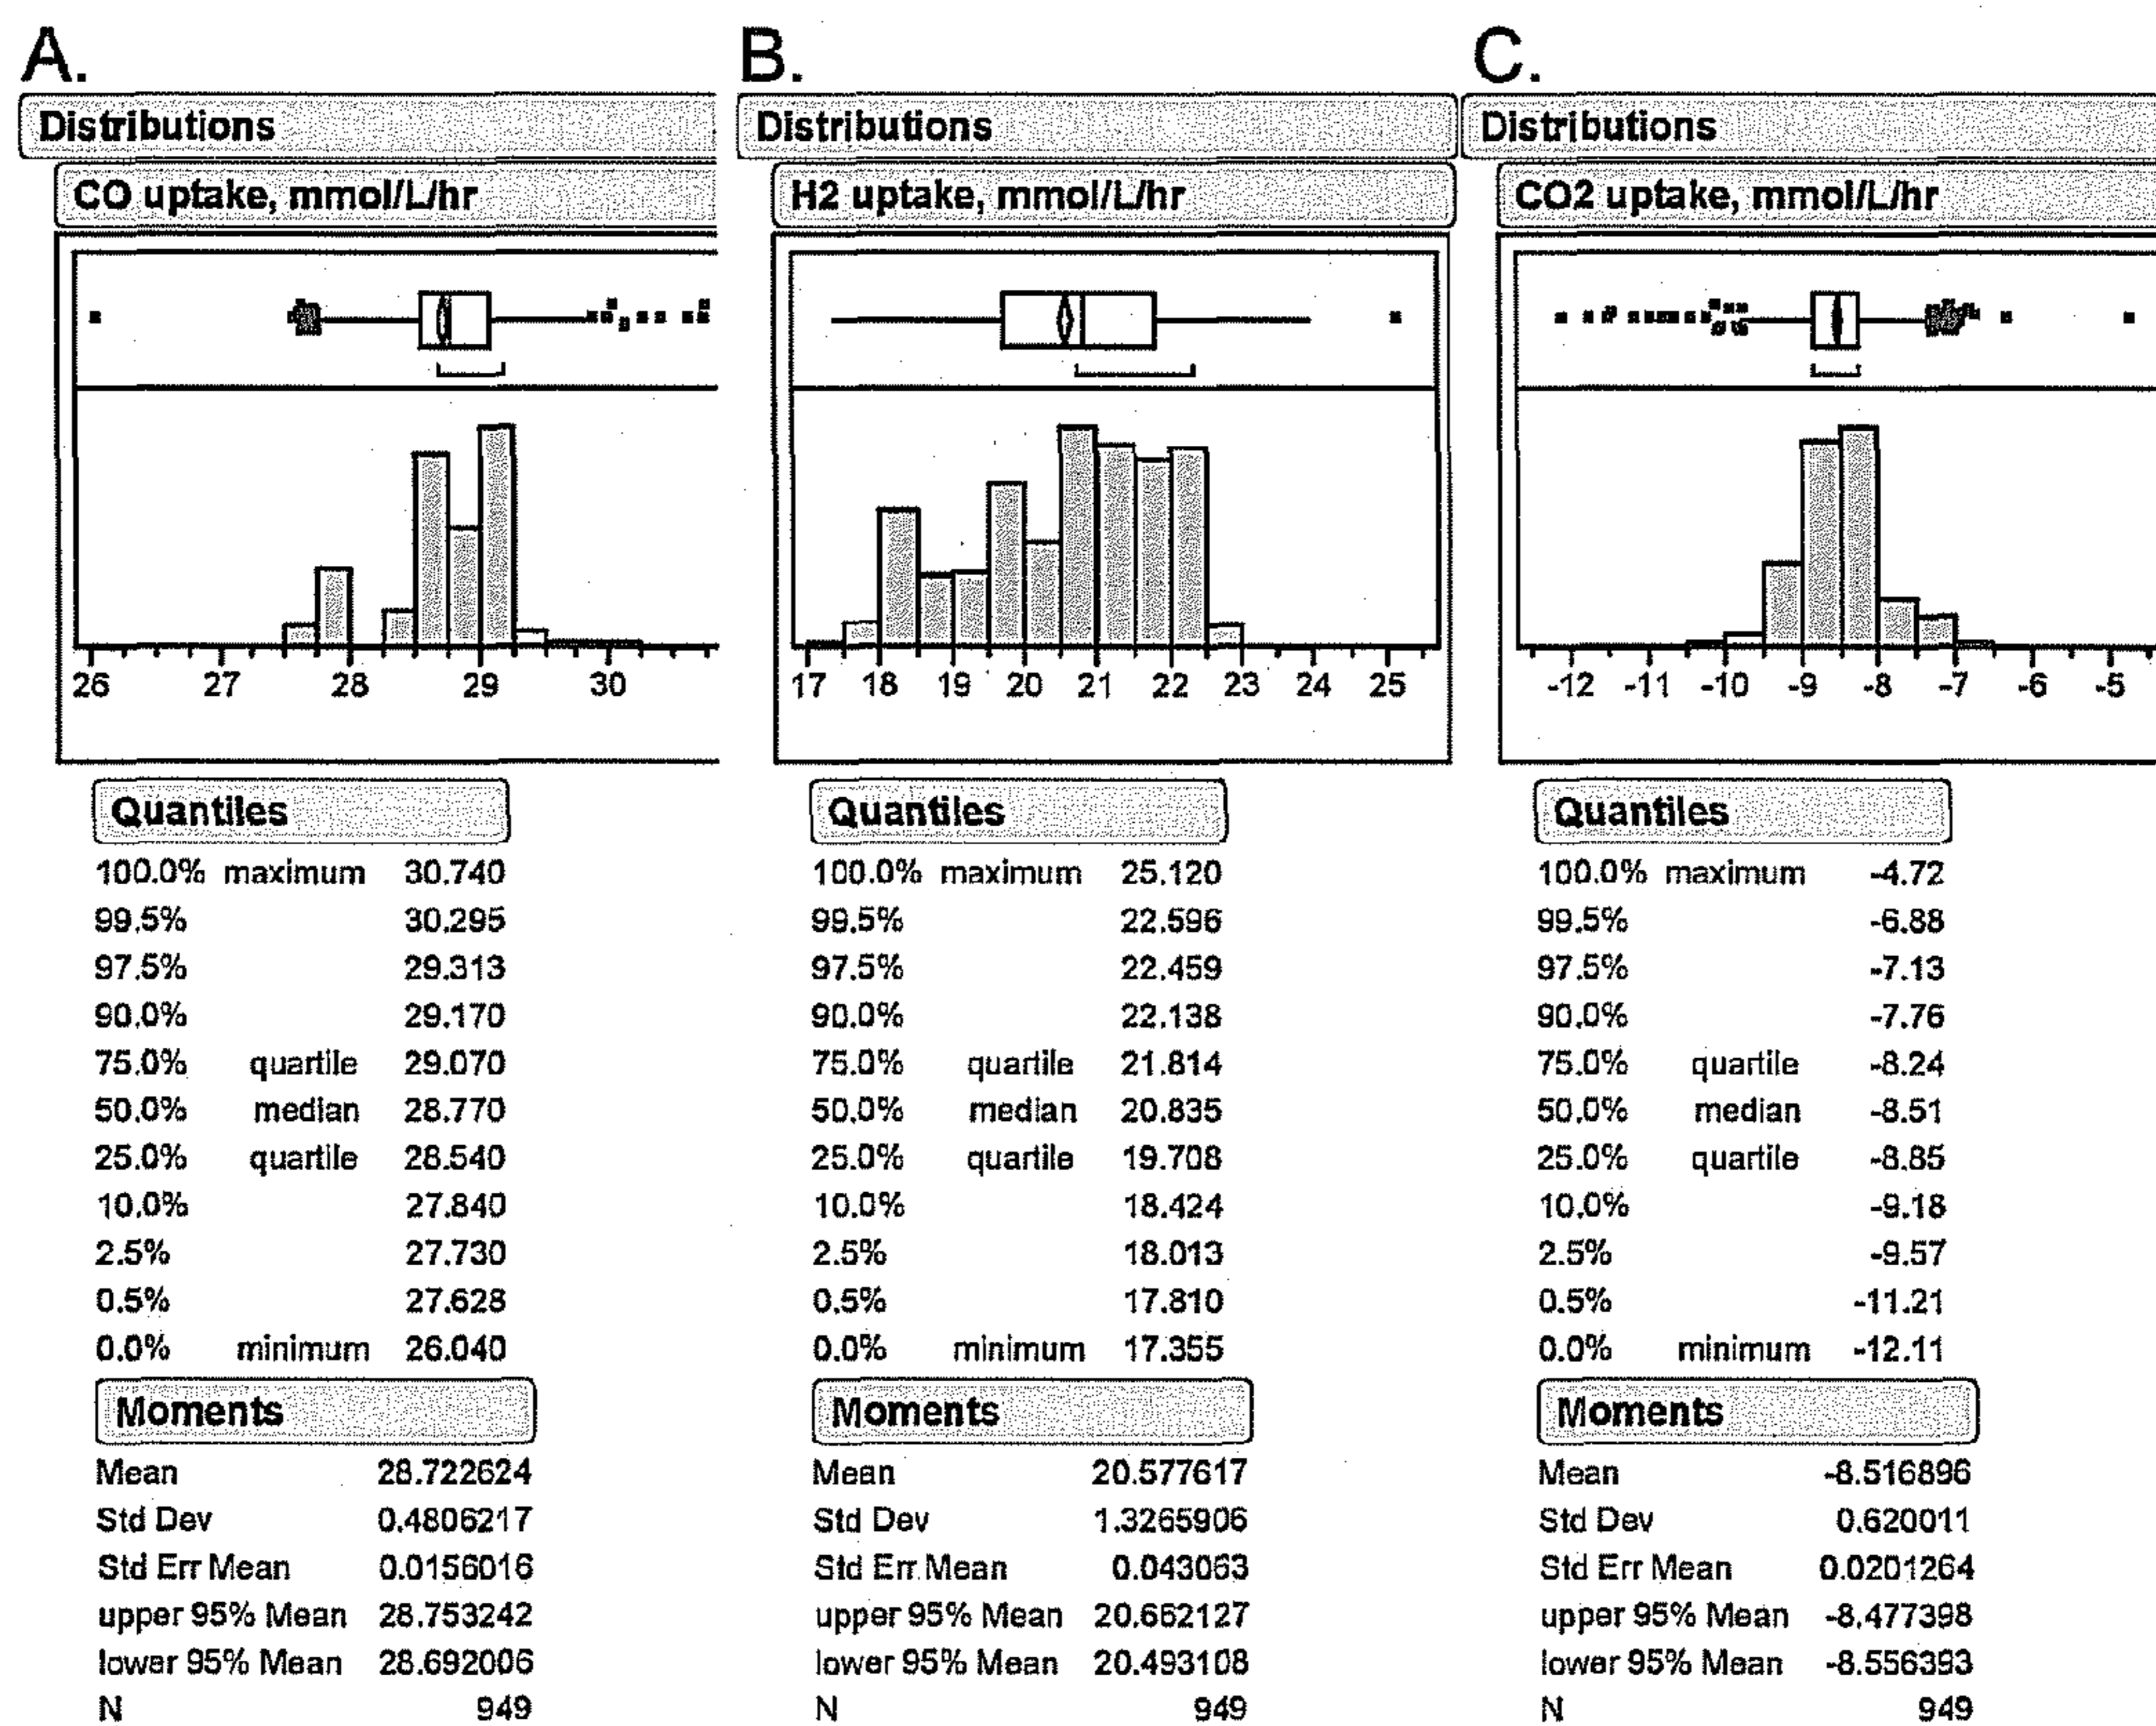 A.
Distributions
CO uptake, mmol/L/hr
26 27 28 29 30
Quantiles
100.0% maximum 30.740
99.5% 30.295
97.5% 29.313
90.0% 29.170
75.0% quartile 29.070
50.0% median 28.770
25.0% quartile 28.540
10.0% 27.840
2.5% 27.730
0.5% 27.628
0.0% minimum 26.040
Moments
Mean 28.722624
Std Dev 0.4806217
Std Err Mean 0.0156016
upper 95% Mean 28.753242
lower 95% Mean 28.692006
N 949
B.
Distributions
H2 uptake, mmol/L/hr
17 18 19 20 21 22 23 24 25
Quantiles
100.0% maximum 25.120
99.5% 22.596
97.5% 22.459
90.0% 22.138
75.0% quartile 21.814
50.0% median 20.835
25.0% quartile 19.708
10.0% 18.424
2.5% 18.013
0.5% 17.810
0.0% minimum 17.355
Moments
Mean 20.577617
Std Dev 1.3265906
Std Err Mean 0.043063
upper 95% Mean 20.662127
lower 95% Mean 20.493108
N 949
C.
Distributions
CO2 uptake, mmol/L/hr
-12 -11 -10 -9 -8 -7 -6 -5
Quantiles
100.0% maximum -4.72
99.5% -6.88
97.5% -7.13
90.0% -7.76
75.0% quartile -8.24
50.0% median -8.51
25.0% quartile -8.85
10.0% -9.18
2.5% -9.57
0.5% -11.21
0.0% minimum -12.11
Moments
Mean -8.516896
Std Dev 0.620011
Std Err Mean 0.0201264
upper 95% Mean -8.477398
lower 95% Mean -8.556393
N 949